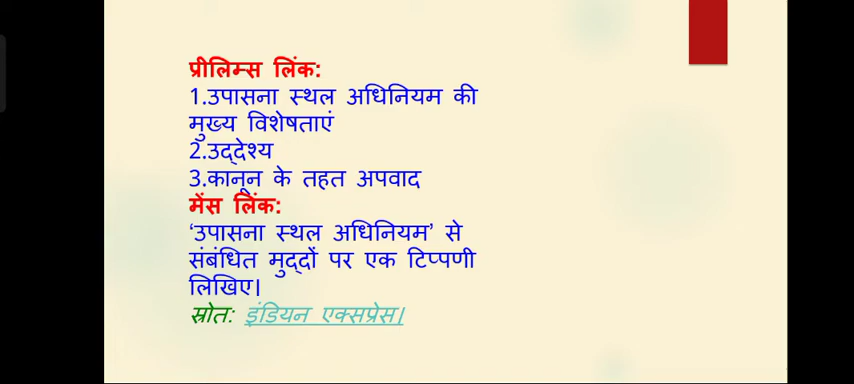 प्रीलिम्स लिंक:
1.उपासना स्थल अधिनियम की
मुख्य विशेषताएं
2.उद्देश्य
3.कानून के तहत अपवाद
मेंस लिंक:
‘उपासना स्थल अधिनियम’ से
संबंधित मुद्दों पर एक टिप्पणी
लिखिए।
स्रोत: इंडियन एक्सप्रेस।